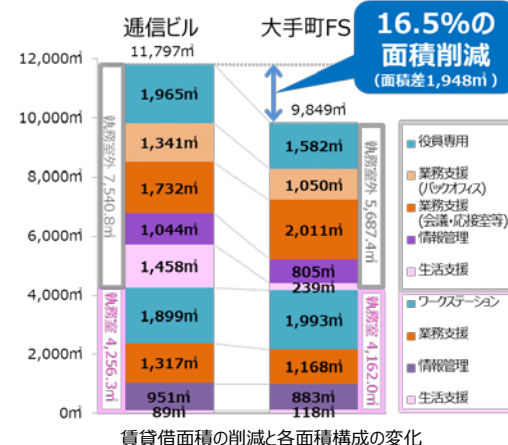 逓信ビル
大手町FS
16.5%の
面積削減
(面積差1,948㎡)
11,797㎡
9,849㎡
12,000㎡
10,000㎡
8,000㎡
6,000㎡
4,000㎡
2,000㎡
0㎡
執務室外 7,540.8㎡
執務室 4,256.3㎡
1,965㎡
1,341㎡
1,732㎡
1,044㎡
1,458㎡
1,899㎡
1,317㎡
951㎡
89㎡
1,582㎡
1,050㎡
2,011㎡
805㎡
239㎡
1,993㎡
1,168㎡
883㎡
118㎡
執務室外 5,687.4㎡
執務室 4,162.0㎡
役員専用
業務支援
(バックオフィス)
業務支援
(会議・応接室等)
情報管理
生活支援
ワークステーション
業務支援
情報管理
生活支援
賃貸借面積の削減と各面積構成の変化